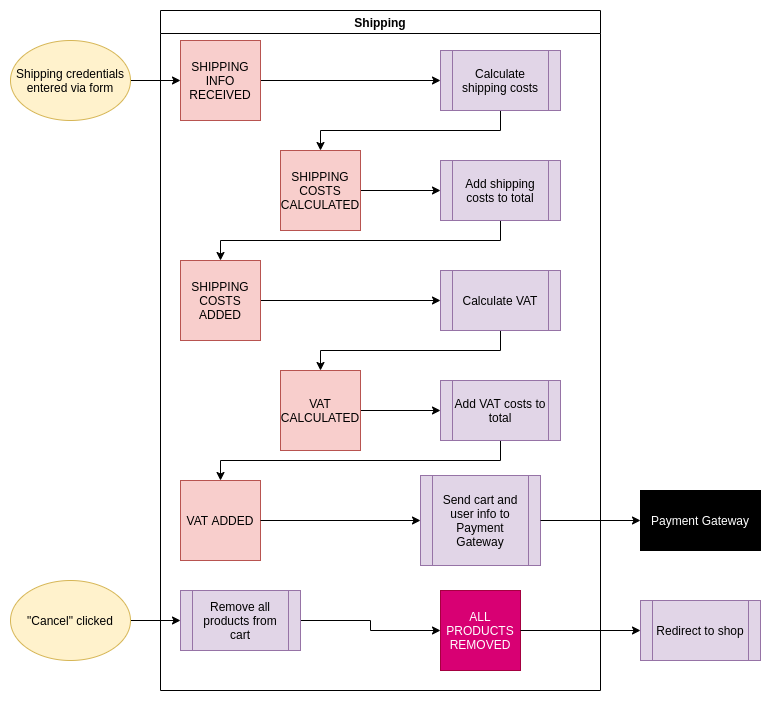 Shipping
Shipping credentials
entered via form
SHIPPING
INFO
RECEIVED
Calculate
shipping costs
SHIPPING
COSTS
CALCULATED
Add shipping
costs to total
SHIPPING
COSTS
ADDED
Calculate VAT
VAT
CALCULATED
Add VAT costs to
total
VAT ADDED
Send cart and
user info to
Payment
Gateway
Payment Gateway
"Cancel" clicked
Remove all
products from
cart
ALL
PRODUCTS
REMOVED
Redirect to shop